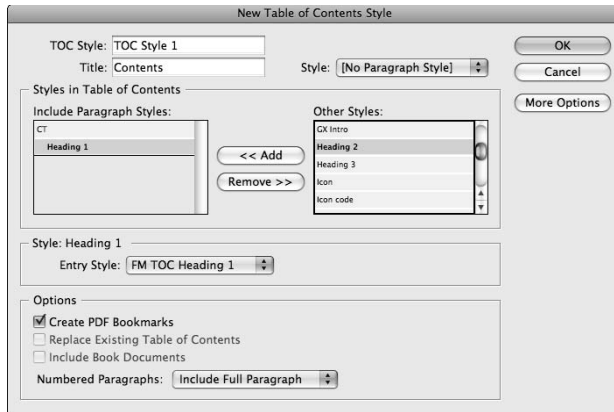 New Table of Contents Style
TOC Style: TOC Style 1
OK
Title: Contents
Style: [No Paragraph Style]
Cancel
Styles in Table of Contents
More Options
Include Paragraph Styles:
Other Styles:
CT
GX Intro
Heading 1
<< Add
Heading 2
Heading 3
Remove >>
Icon
Icon code
Style: Heading 1
Entry Style: FM TOC Heading 1
Options
Create PDF Bookmarks
Replace Existing Table of Contents
Include Book Documents
Numbered Paragraphs: Include Full Paragraph